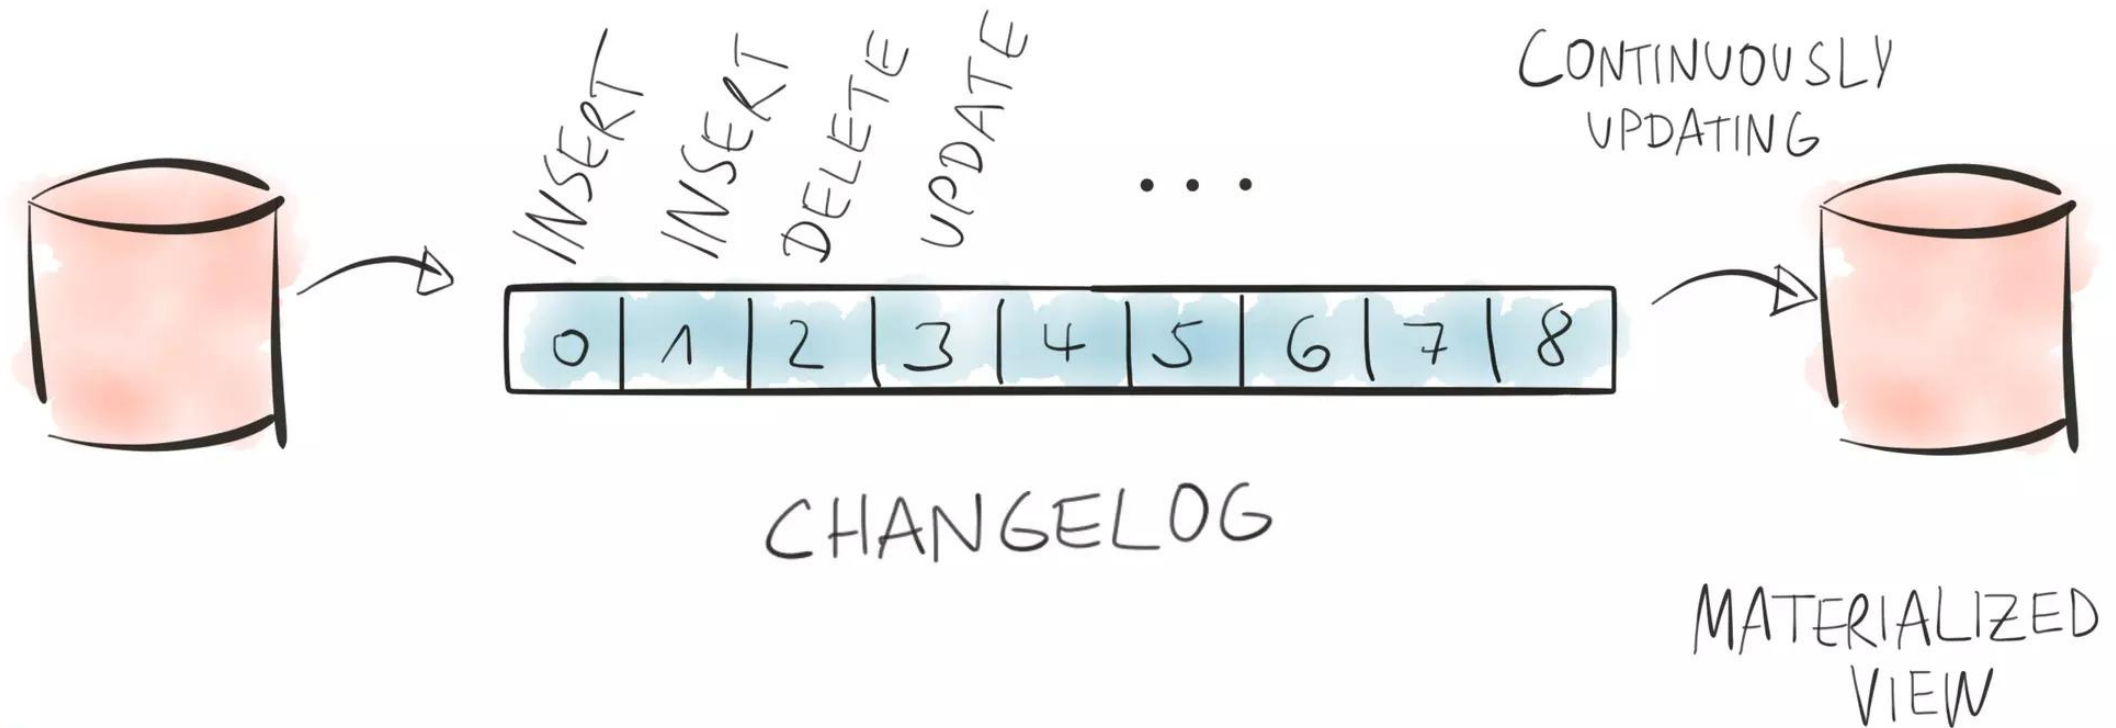 INSERT
INSERT
DELETE
UPDATE
...
CONTINUOUSLY
UPDATING
0 1 2 3 4 5 6 7 8
CHANGELOG
MATERIALIZED
VIEW